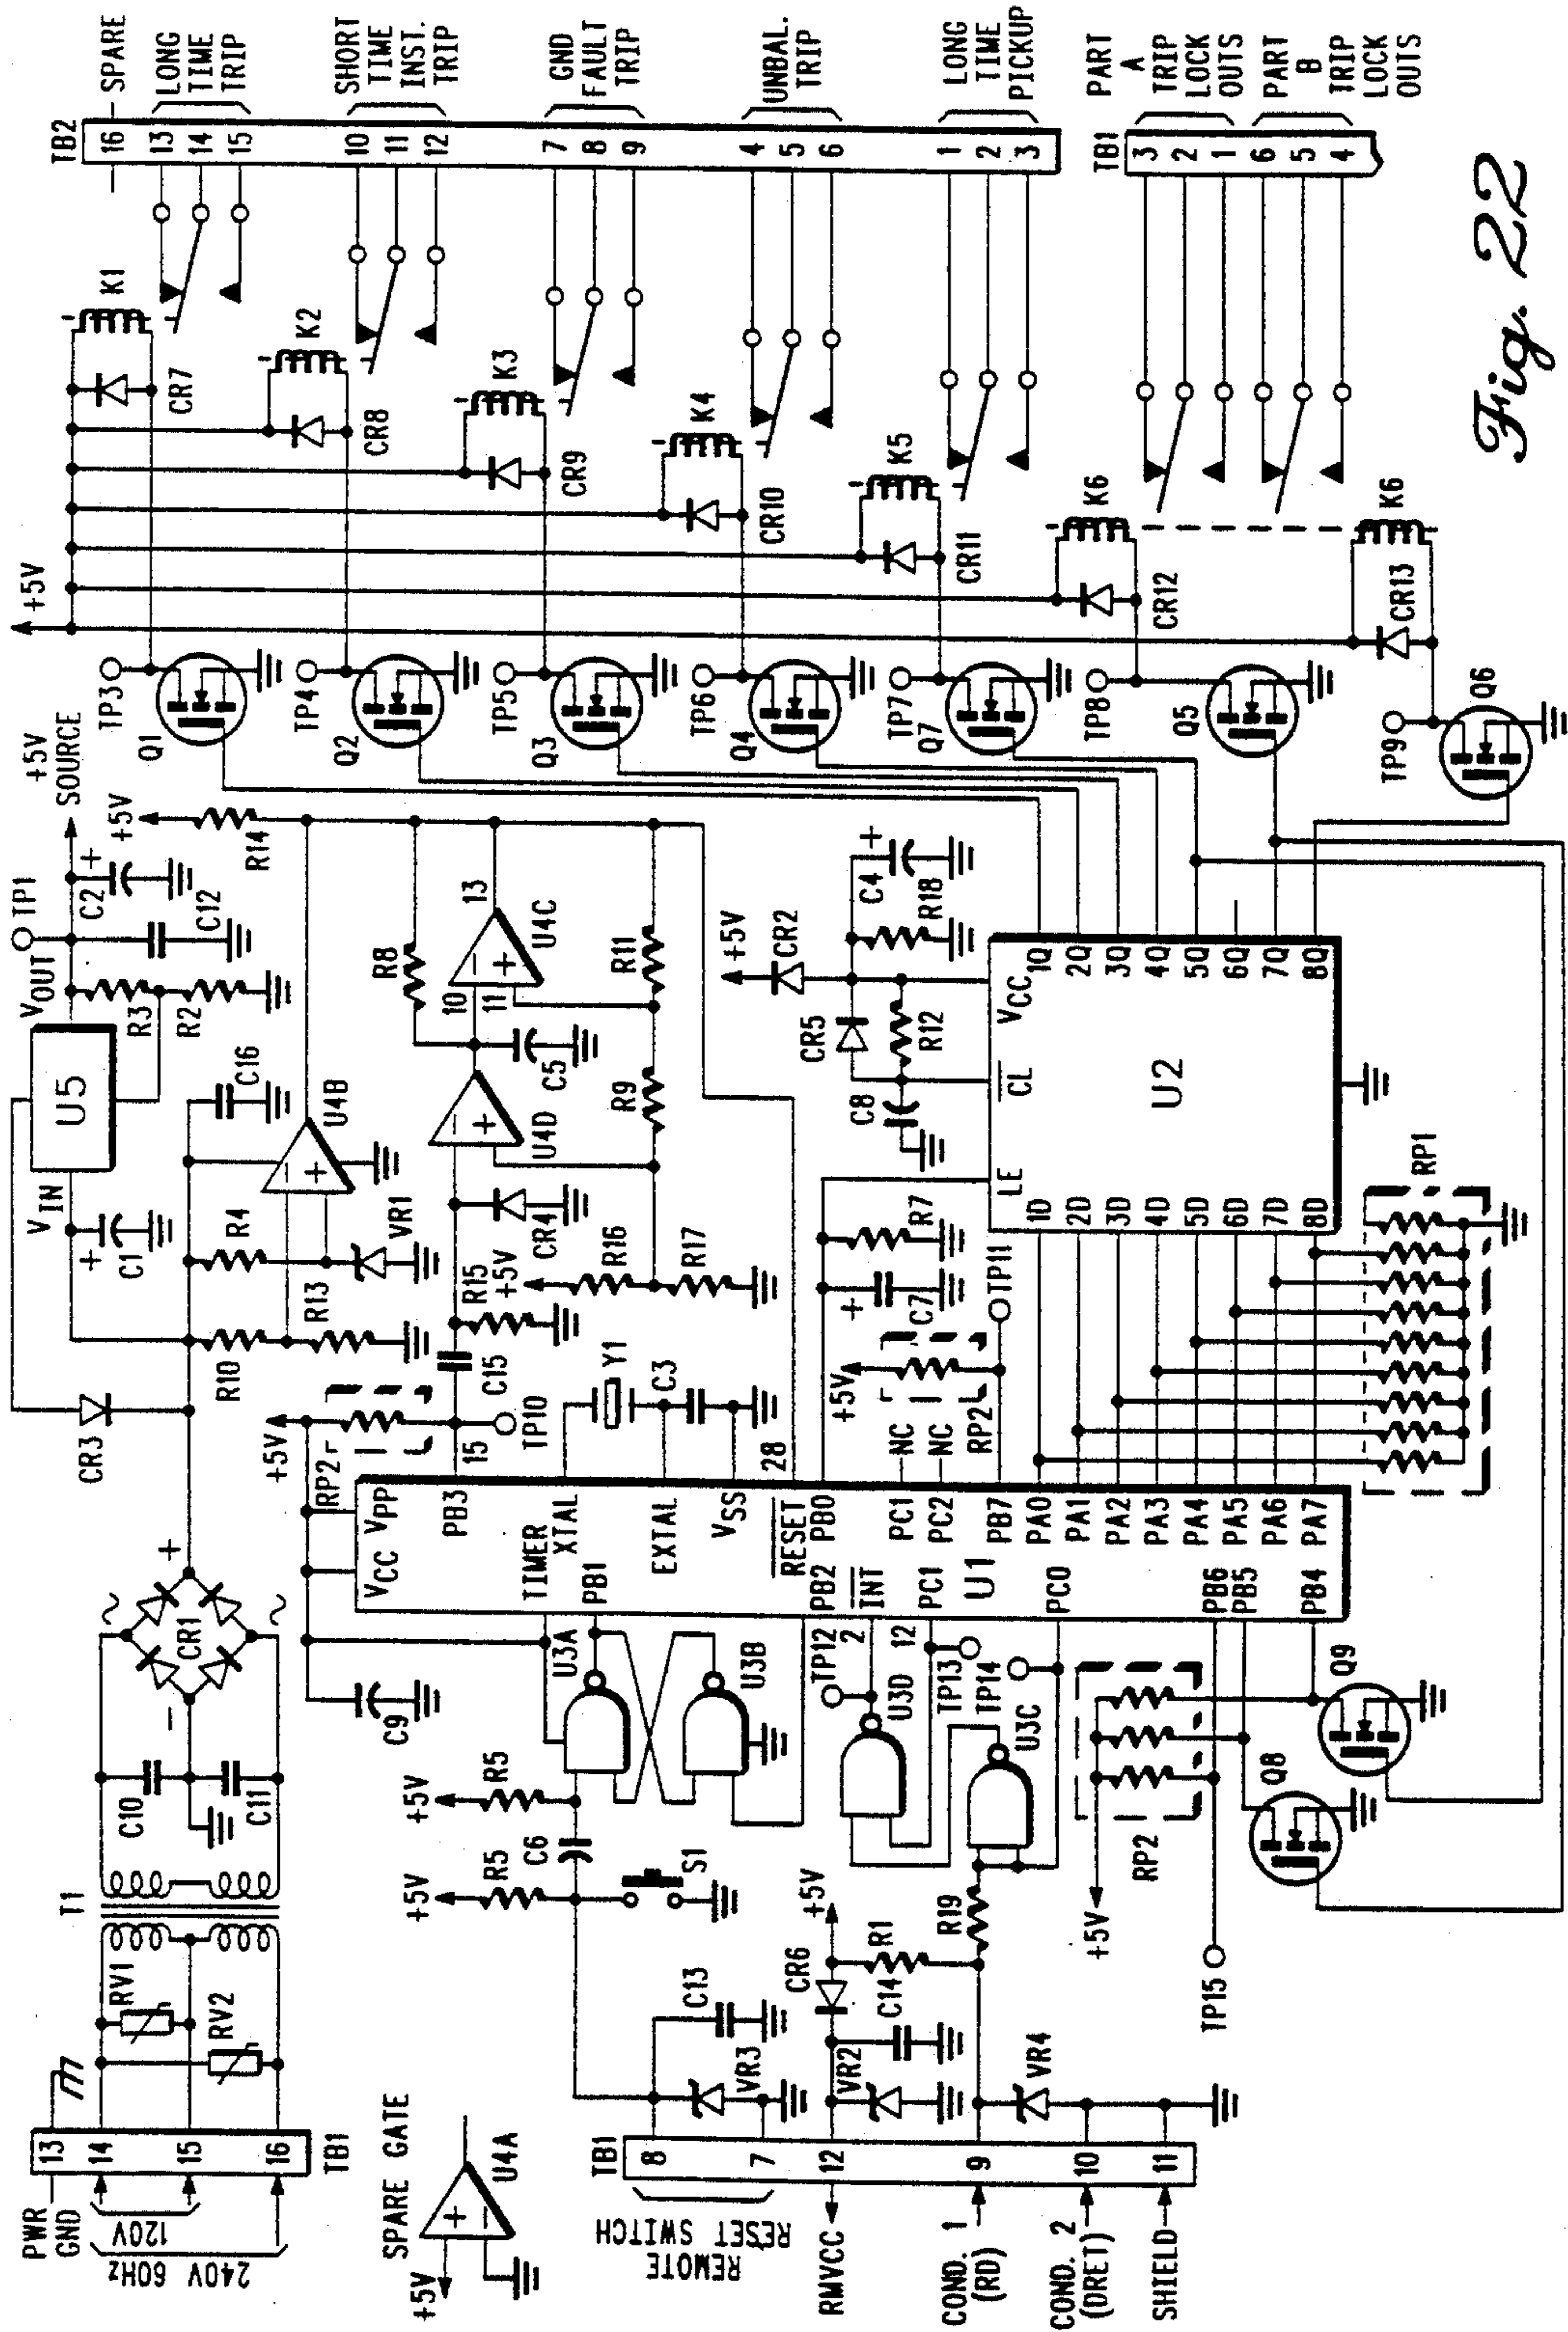 PWR
GND
13
14
15
16
TB1
120V
240V 60HZ
RV1
RV2
T1
C10
C11
CR1
+
−
CR3
VIN
U5
VOUT
TP1
+5V
SOURCE
R3
R2
C2
+
C12
C1
+
R10
R13
R4
VR1
C16
U4B
+5V
R14
SPARE GATE
+5V
U4A
REMOTE
RESET SWITCH
TB1
8
7
12
9
10
11
RMVCC
COND. 1
(RD)
COND. 2
(DRET)
SHIELD
VR3
C13
VR2
C14
CR6
+5V
R1
VR4
R19
S1
+5V
R5
C6
+5V
R5
C9
U3A
U3B
U3D
U3C
TP12
2
12
TP13
TP14
+5V
RP2
TP15
Q8
Q9
+5V
RP2
VCC
VPP
PB3
TIMER
XTAL
PB1
EXTAL
VSS
RESET
PB2
PB0
INT
PC1
PC1
PC2
U1
PB7
PC0
PA0
PA1
PA2
PA3
PA4
PA5
PA6
PA7
PB6
PB5
PB4
15
TP10
C15
R15
CR4
U4D
R8
C5
10
11
13
U4C
R9
R11
+5V
R16
R17
Y1
C3
28
+
C7
R7
+5V
NC
NC
RP2
TP11
C8
CR5
R12
+5V
CR2
R18
C4
+
LE
CL
VCC
U2
1D
2D
3D
4D
5D
6D
7D
8D
1Q
2Q
3Q
4Q
5Q
6Q
7Q
8Q
RP1
+5V
TP3
Q1
TP4
Q2
TP5
Q3
TP6
Q4
TP7
Q7
TP8
Q5
TP9
Q6
CR7
K1
CR8
K2
CR9
K3
CR10
K4
CR11
K5
CR12
K6
CR13
K6
TB2
16
SPARE
13
14
15
LONG
TIME
TRIP
10
11
12
SHORT
TIME
INST.
TRIP
7
8
9
GND
FAULT
TRIP
4
5
6
UNBAL.
TRIP
1
2
3
LONG
TIME
PICKUP
TB1
3
2
1
6
5
4
PART
A
TRIP
LOCK
OUTS
PART
B
TRIP
LOCK
OUTS
Fig. 22